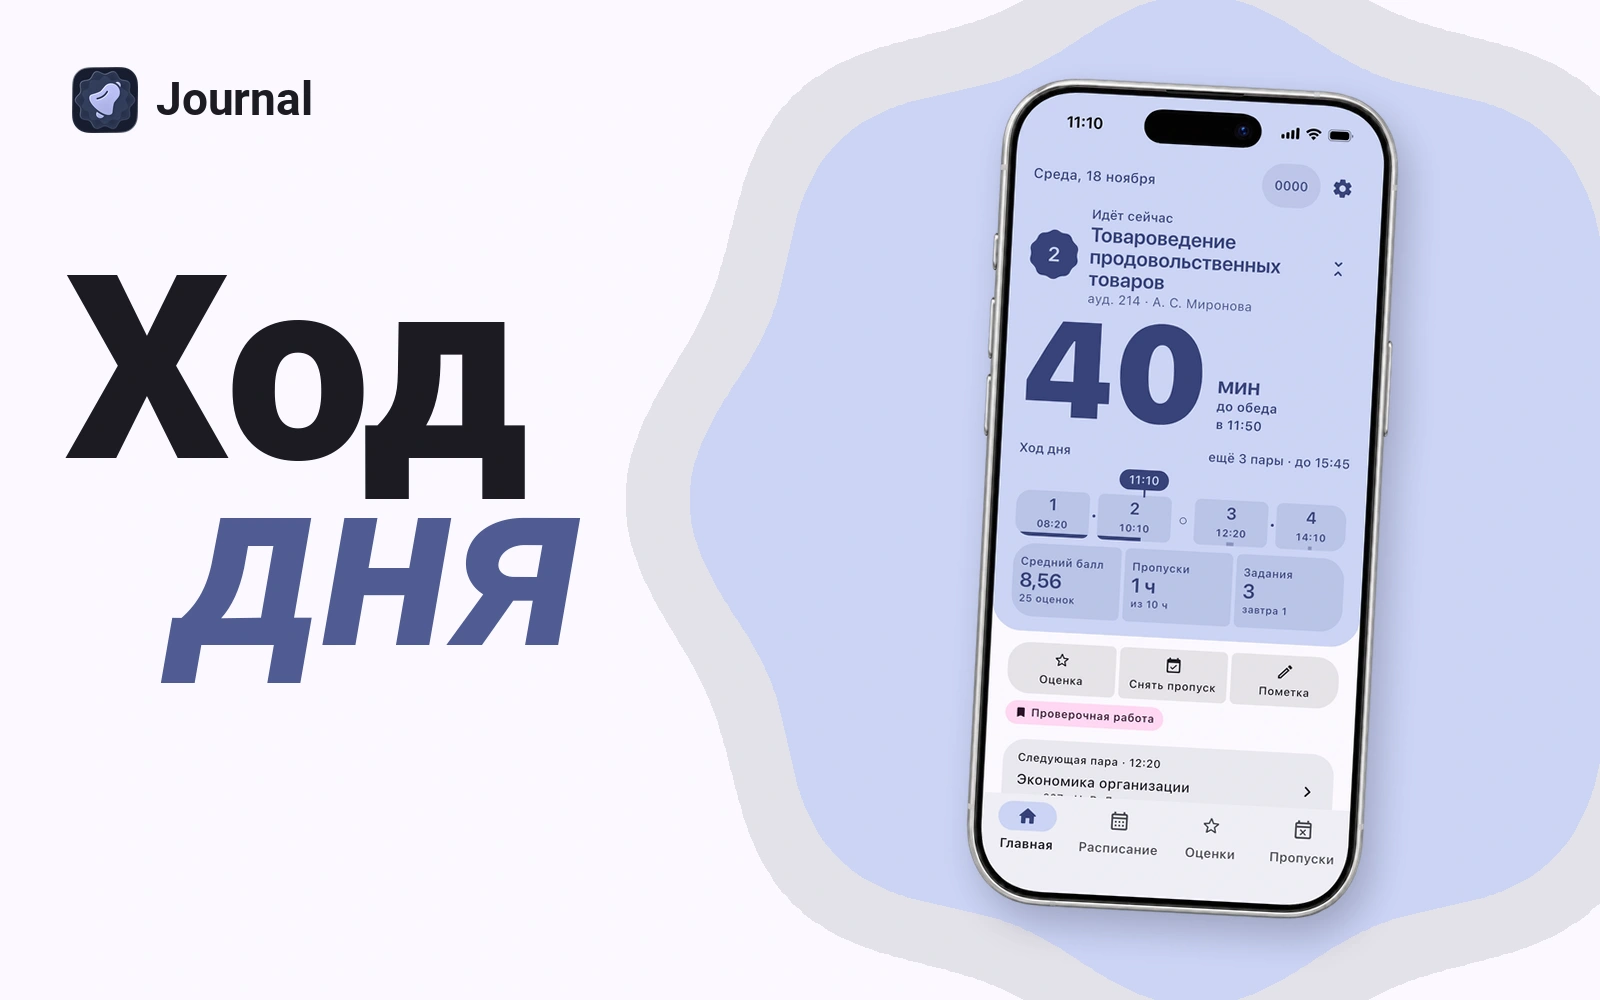 Journal
Ход
дня
11:10
Среда, 18 ноября
0000
Идёт сейчас
2
Товароведение
продовольственных
товаров
ауд. 214 · А. С. Миронова
40
мин
до обеда
в 11:50
Ход дня
ещё 3 пары · до 15:45
11:10
1
08:20
2
10:10
3
12:20
4
14:10
Средний балл
8,56
25 оценок
Пропуски
1 ч
из 10 ч
Задания
3
завтра 1
Оценка
Снять пропуск
Пометка
Проверочная работа
Следующая пара · 12:20
Экономика организации
Главная
Расписание
Оценки
Пропуски